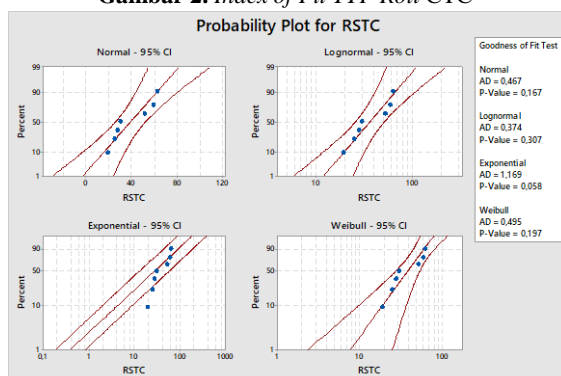 Gambar 2. Index of Fit TTF Roll CTC
Probability Plot for RSTC
Normal - 95% CI
99
90
50
10
1
0
40
80
120
Percent
RSTC
Lognormal - 95% CI
99
90
50
10
1
10
100
Percent
RSTC
Exponential - 95% CI
90
50
10
1
0,1
1
10
100
1000
Percent
RSTC
Weibull - 95% CI
90
50
10
1
10
100
Percent
RSTC
Goodness of Fit Test
Normal
AD = 0,467
P-Value = 0,167
Lognormal
AD = 0,374
P-Value = 0,307
Exponential
AD = 1,169
P-Value = 0,058
Weibull
AD = 0,495
P-Value = 0,197